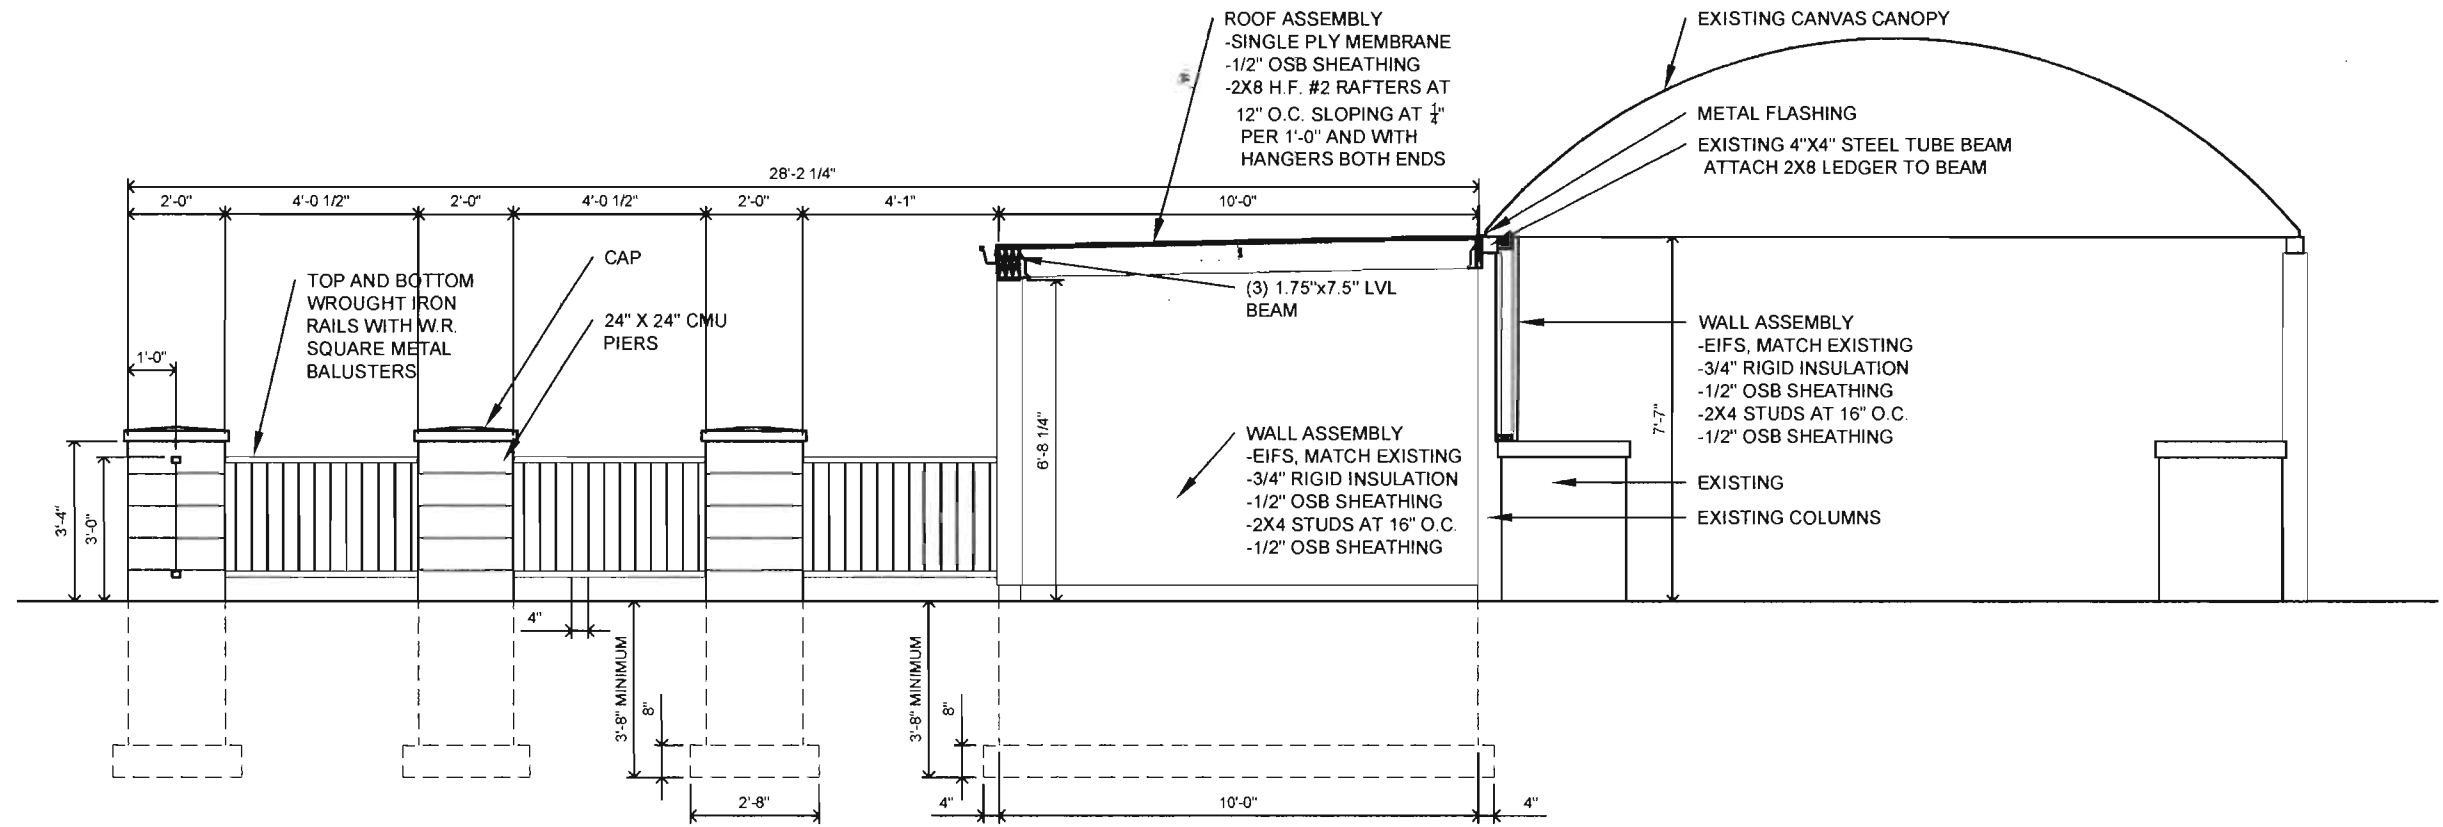 ROOF ASSEMBLY
-SINGLE PLY MEMBRANE
-1/2" OSB SHEATHING
-2X8 H.F. #2 RAFTERS AT
12" O.C. SLOPING AT 1/4"
PER 1'-0" AND WITH
HANGERS BOTH ENDS
EXISTING CANVAS CANOPY
METAL FLASHING
EXISTING 4"X4" STEEL TUBE BEAM
ATTACH 2X8 LEDGER TO BEAM
28'-2 1/4"
2'-0"
4'-0 1/2"
2'-0"
4'-0 1/2"
2'-0"
4'-1"
10'-0"
CAP
TOP AND BOTTOM
WROUGHT IRON
RAILS WITH W.R.
SQUARE METAL
BALUSTERS
24" X 24" CMU
PIERS
1'-0"
(3) 1.75"x7.5" LVL
BEAM
WALL ASSEMBLY
-EIFS, MATCH EXISTING
-3/4" RIGID INSULATION
-1/2" OSB SHEATHING
-2X4 STUDS AT 16" O.C.
-1/2" OSB SHEATHING
7'-7"
6'-8 1/4"
WALL ASSEMBLY
-EIFS, MATCH EXISTING
-3/4" RIGID INSULATION
-1/2" OSB SHEATHING
-2X4 STUDS AT 16" O.C.
-1/2" OSB SHEATHING
EXISTING
EXISTING COLUMNS
3'-4"
3'-0"
4"
3'-8" MINIMUM
8"
3'-8" MINIMUM
8"
2'-8"
4"
10'-0"
4"